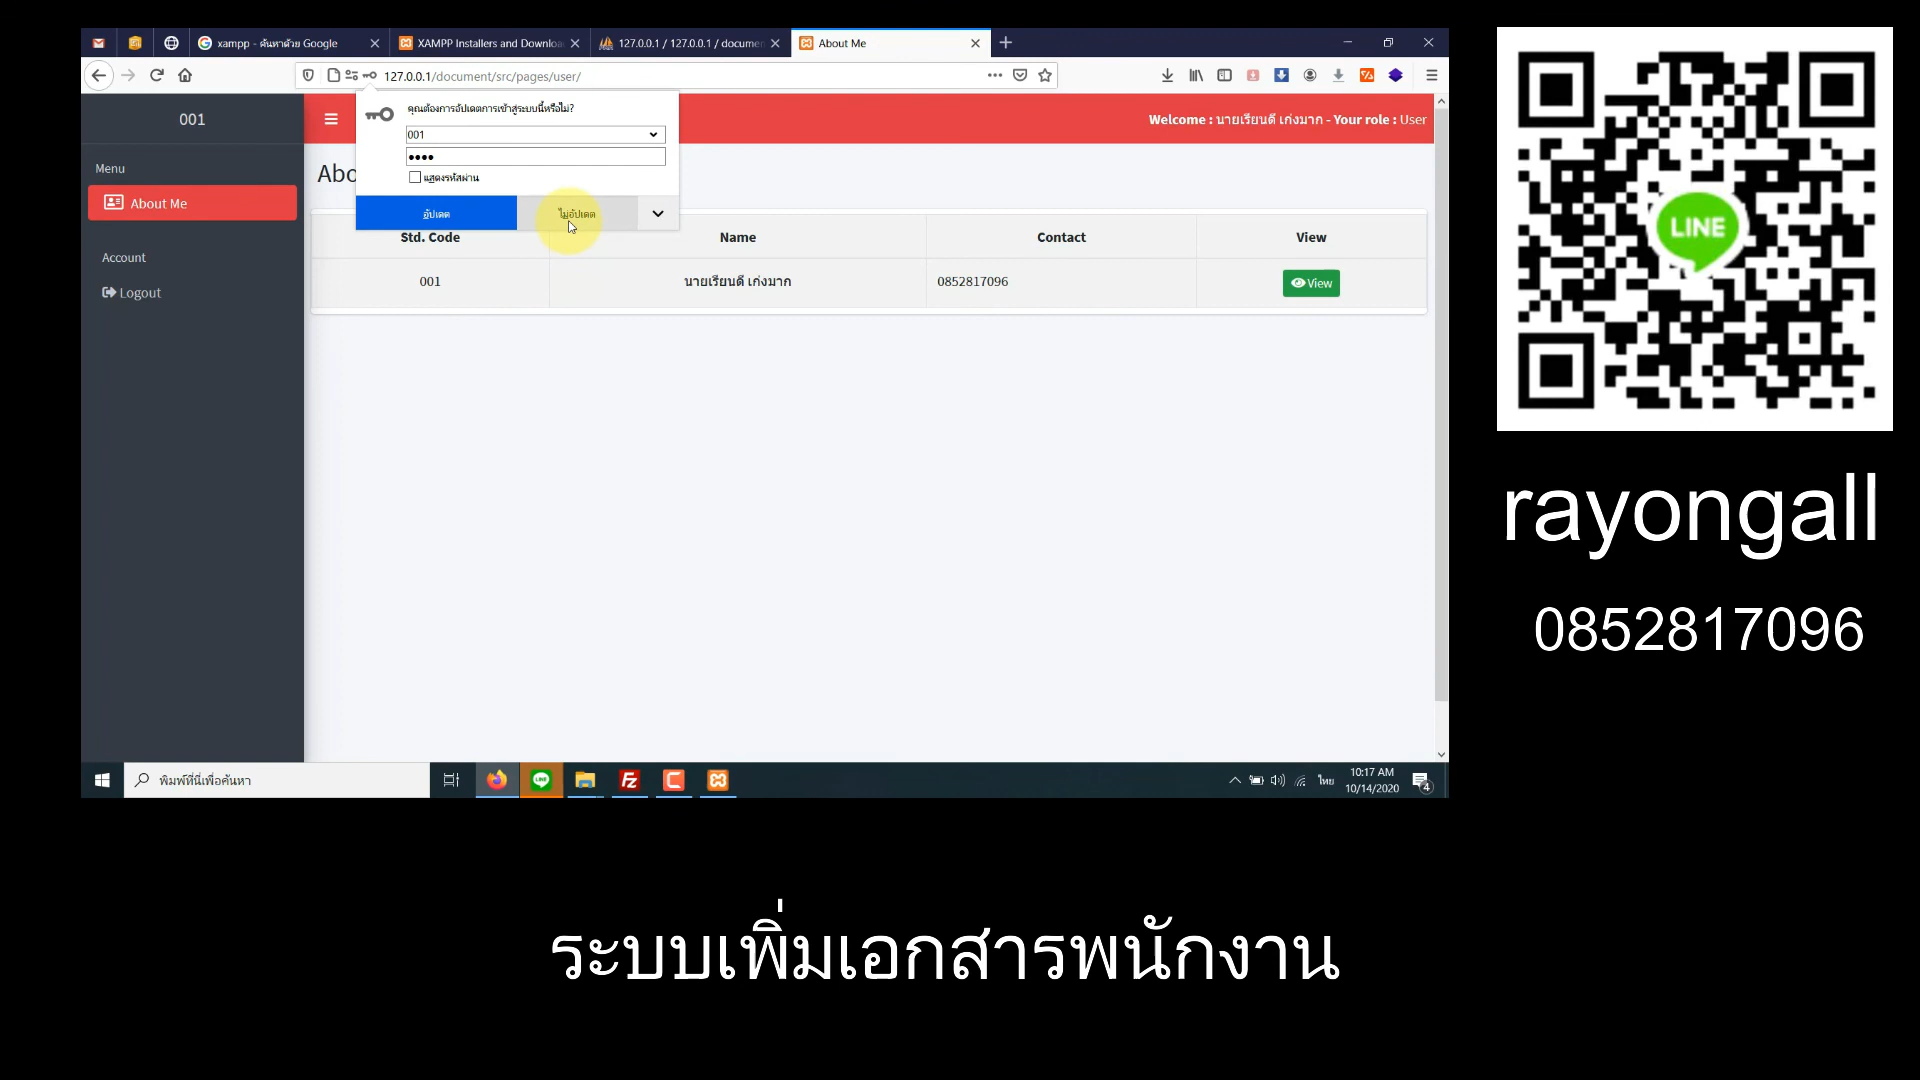 xampp - ค้นหาด้วย Google
XAMPP Installers and Downloa
127.0.0.1 / 127.0.0.1 / documen
About Me
127.0.0.1/document/src/pages/user/
คุณต้องการอัปเดตการเข้าสู่ระบบนี้หรือไม่?
001
แสดงรหัสผ่าน
อัปเดต
ไม่อัปเดต
001
Menu
About Me
Account
Logout
Welcome : นายเรียนดี เก่งมาก - Your role : User
Abo
Std. Code
Name
Contact
View
001
นายเรียนดี เก่งมาก
0852817096
View
พิมพ์ที่นี่เพื่อค้นหา
ไทย
10:17 AM
10/14/2020
4
LINE
rayongall
0852817096
ระบบเพิ่มเอกสารพนักงาน